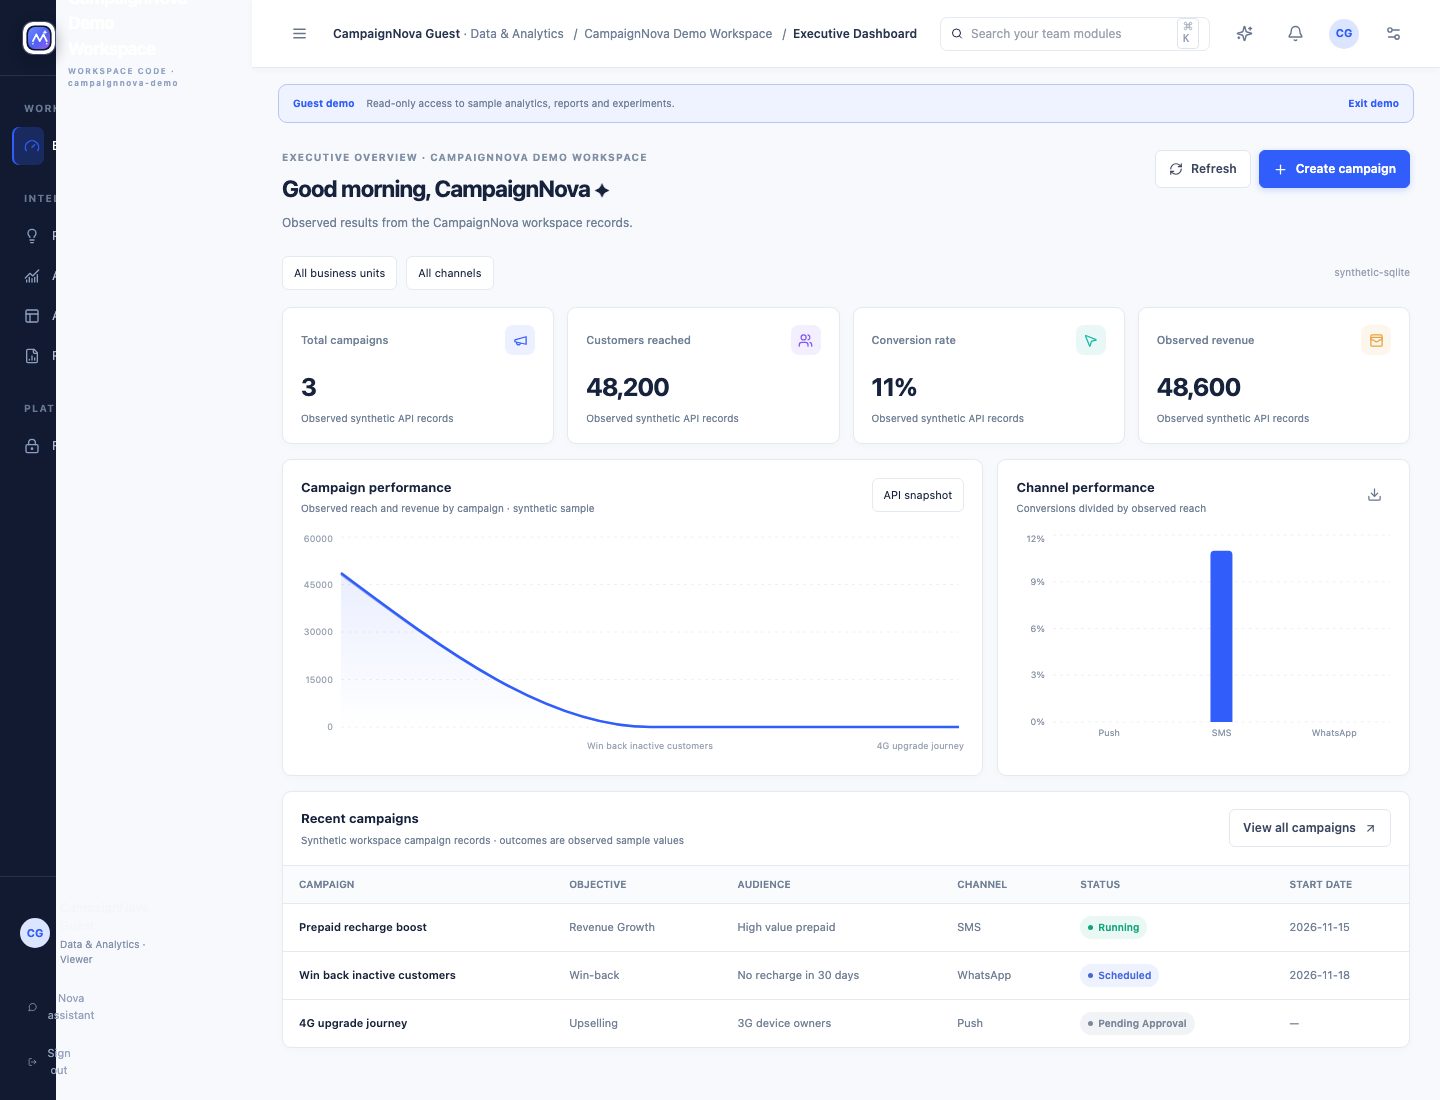 Demo
Workspace
WORKSPACE CODE ·
campaignnova-demo
CampaignNova Guest · Data & Analytics / CampaignNova Demo Workspace / Executive Dashboard
Search your team modules
⌘
K
CG
Guest demo Read-only access to sample analytics, reports and experiments. Exit demo
EXECUTIVE OVERVIEW · CAMPAIGNNOVA DEMO WORKSPACE
Good morning, CampaignNova ✦
Observed results from the CampaignNova workspace records.
Refresh
Create campaign
All business units
All channels
synthetic-sqlite
Total campaigns
3
Observed synthetic API records
Customers reached
48,200
Observed synthetic API records
Conversion rate
11%
Observed synthetic API records
Observed revenue
48,600
Observed synthetic API records
Campaign performance
Observed reach and revenue by campaign · synthetic sample
API snapshot
60000
45000
30000
15000
0
Win back inactive customers
4G upgrade journey
Channel performance
Conversions divided by observed reach
12%
9%
6%
3%
0%
Push
SMS
WhatsApp
Recent campaigns
Synthetic workspace campaign records · outcomes are observed sample values
View all campaigns
CAMPAIGN OBJECTIVE AUDIENCE CHANNEL STATUS START DATE
Prepaid recharge boost Revenue Growth High value prepaid SMS Running 2026-11-15
Win back inactive customers Win-back No recharge in 30 days WhatsApp Scheduled 2026-11-18
4G upgrade journey Upselling 3G device owners Push Pending Approval —
CG
Data & Analytics ·
Viewer
Nova
assistant
Sign
out